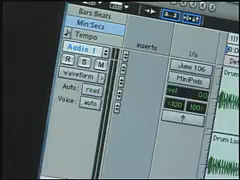 Bars:Beats
Min:Secs
Tempo
Audio 1
R S M
waveform
Auto: read
Voice: auto
inserts
i/o
June 106
MiniPods
vol 0.0
<100 100>
Drum
Drum